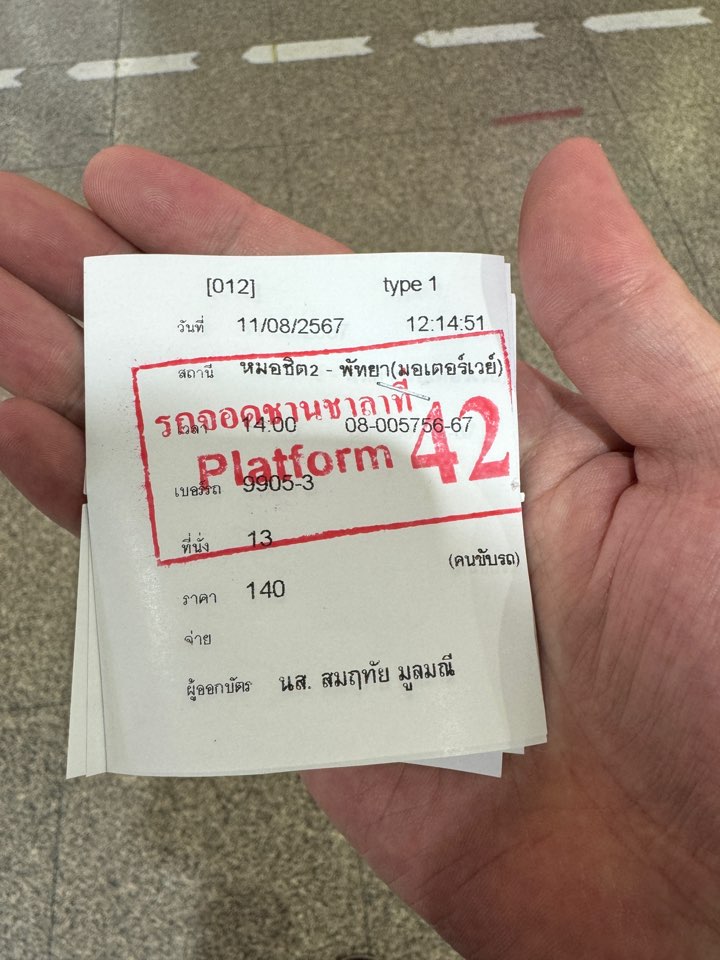 [012] type 1
วันที่ 11/08/2567 12:14:51
สถานี หมอชิต2 - พัทยา(มอเตอร์เวย์)
รถจอดชานชาลาที่ 42
เวลา 14.00 08-005756-67
Platform
เบอร์รถ 9905-3
ที่นั่ง 13
(คนขับรถ)
ราคา 140
จ่าย
ผู้ออกบัตร นส. สมฤทัย มูลมณี